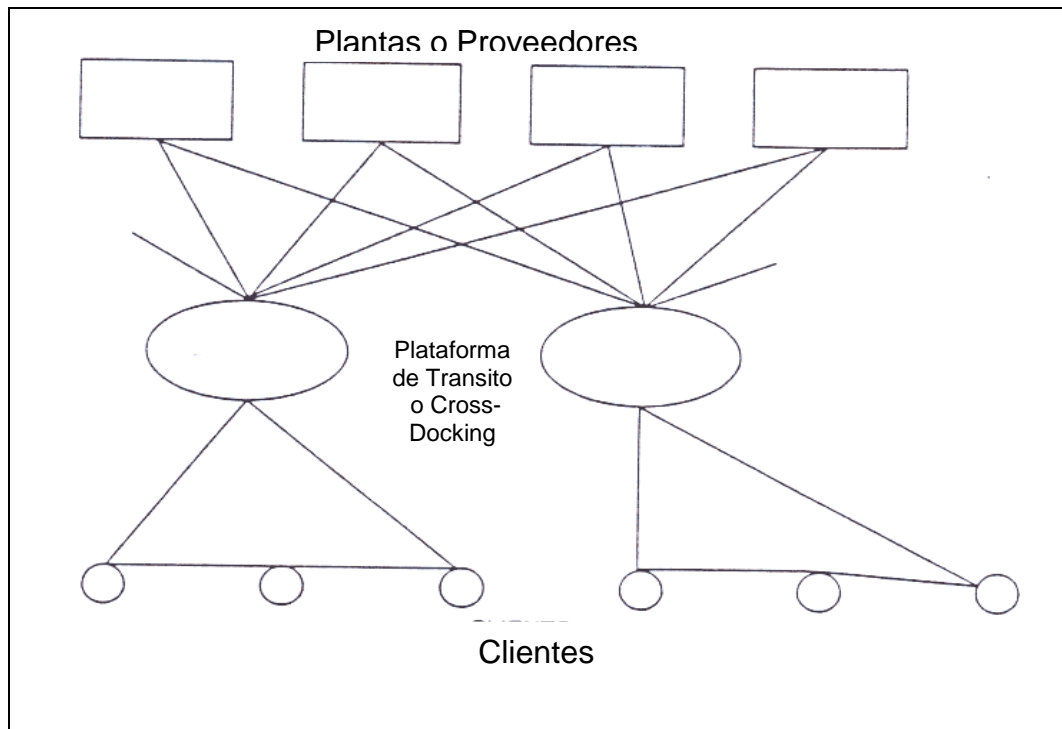 Plantas o Proveedores
Plataforma
de Transito
o Cross-
Docking
Clientes